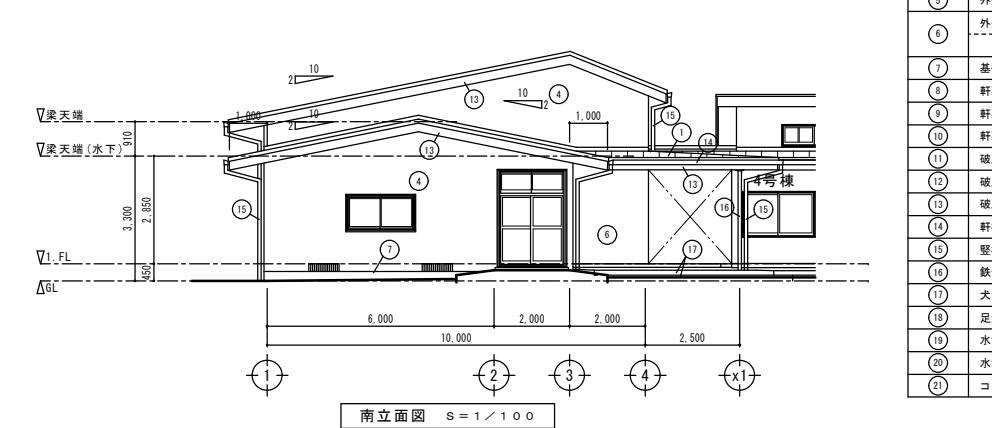 ⑤ 外
⑥ 外
⑦ 基
⑧ 軒
⑨ 軒
⑩ 軒
⑪ 破
⑫ 破
⑬ 破
⑭ 軒
⑮ 竪
⑯ 鉄
⑰ 犬
⑱ 足
⑲ 水
⑳ 水
㉑ コ
10
2
⑬
④
10
2
▽梁天端
1,000
10
2
1,000
⑮
①
910
⑭
▽梁天端(水下)
⑬
⑬
4号棟
④
3,300
2,850
⑮
⑯
⑮
⑥
⑦
⑰
▽1.FL
450
△GL
6,000
2,000
2,000
10,000
2,500
1
2
3
4
x1
南立面図 S=1/100